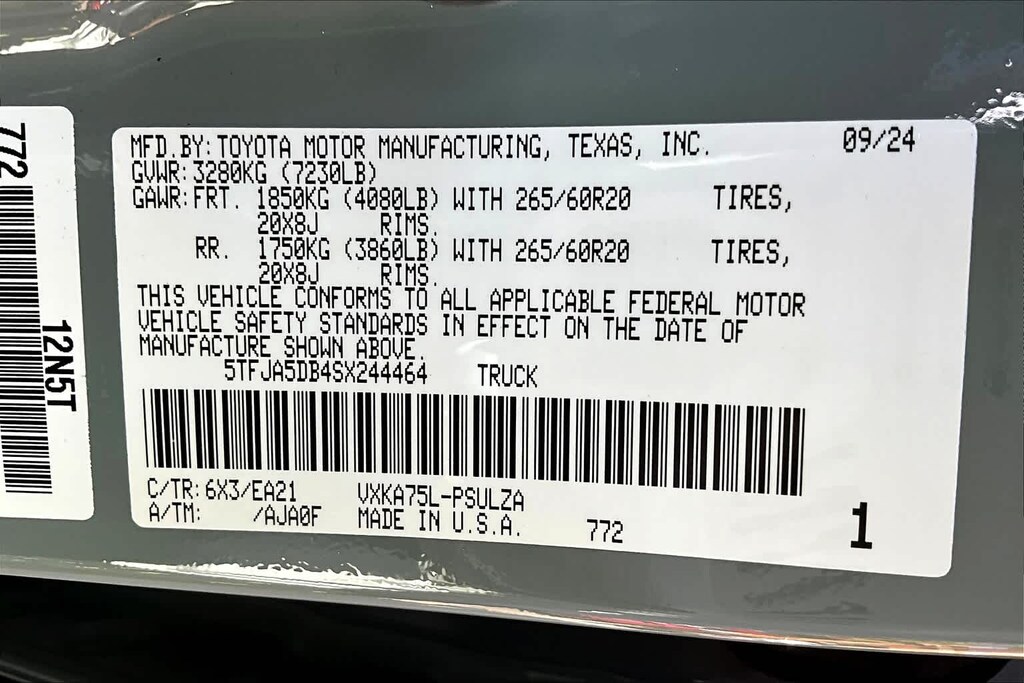 772
12N5T
MFD.BY: TOYOTA MOTOR MANUFACTURING, TEXAS, INC. 09/24
GVWR: 3280KG (7230LB)
GAWR: FRT. 1850KG (4080LB) WITH 265/60R20 TIRES,
20X8J RIMS.
RR. 1750KG (3860LB) WITH 265/60R20 TIRES,
20X8J RIMS.
THIS VEHICLE CONFORMS TO ALL APPLICABLE FEDERAL MOTOR
VEHICLE SAFETY STANDARDS IN EFFECT ON THE DATE OF
MANUFACTURE SHOWN ABOVE.
5TFJA5DB4SX244464 TRUCK
C/TR: 6X3/EA21 VXKA75L-PSULZA
A/TM: /AJA0F MADE IN U.S.A. 772 1